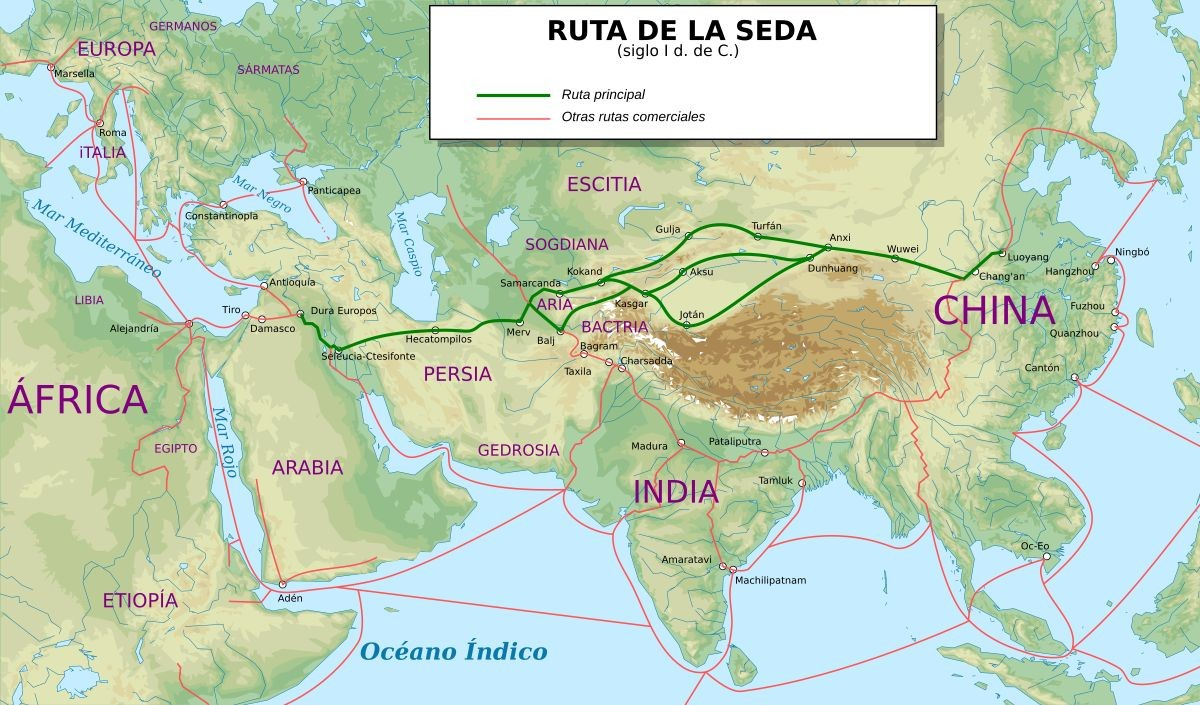 RUTA DE LA SEDA
(siglo I d. de C.)
Ruta principal
Otras rutas comerciales
GERMANOS
EUROPA
SÁRMATAS
Marsella
Roma
iTALIA
Panticapea
Mar Negro
Constantinopla
Mar Mediterráneo
Mar Caspio
ESCITIA
SOGDIANA
Gulja
Turfán
Anxi
Wuwei
Luoyang
Ningbó
Hangzhou
Chang'an
Dunhuang
Kokand
Aksu
Samarcanda
Antioquía
LIBIA
Tiro
Dura Europos
Alejandría
Damasco
ARIA
Kasgar
Jotán
CHINA
Fuzhou
Quanzhou
Merv
BACTRIA
Balj
Hecatompilos
Seleucia-Ctesifonte
Bagram
Charsadda
Taxila
PERSIA
Cantón
ÁFRICA
Mar Rojo
EGIPTO
ARABIA
GEDROSIA
Madura
Pataliputra
INDIA
Tamluk
Amaratavi
Machilipatnam
Oc-Eo
ETIOPÍA
Adén
Océano Índico